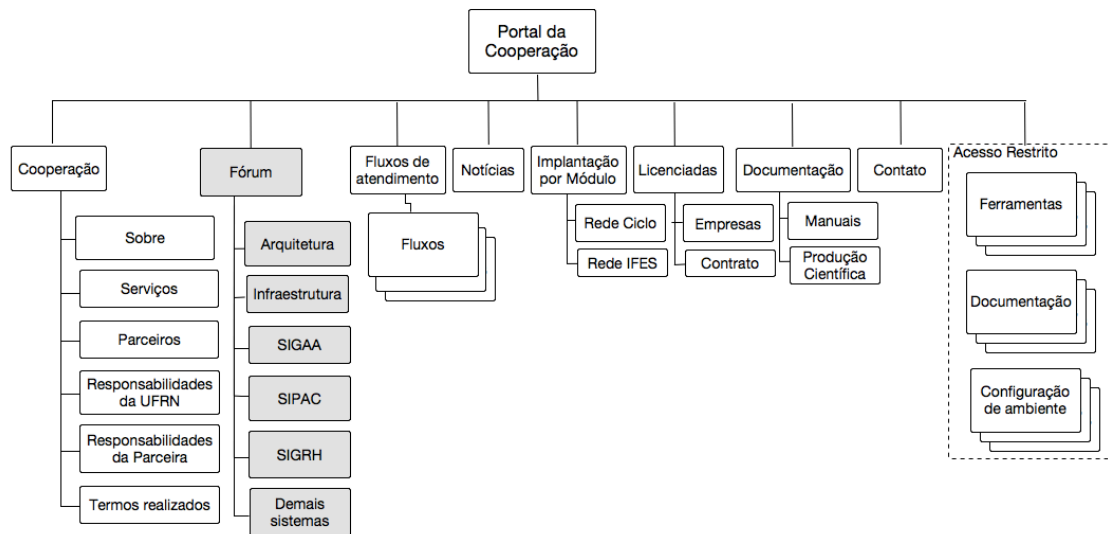 Portal da
Cooperação
Cooperação
Fórum
Fluxos de
atendimento
Notícias
Implantação
por Módulo
Licenciadas
Documentação
Contato
Acesso Restrito
Sobre
Serviços
Parceiros
Responsabilidades
da UFRN
Responsabilidades
da Parceira
Termos realizados
Arquitetura
Infraestrutura
SIGAA
SIPAC
SIGRH
Demais
sistemas
Fluxos
Rede Ciclo
Rede IFES
Empresas
Contrato
Manuais
Produção
Científica
Ferramentas
Documentação
Configuração
de ambiente